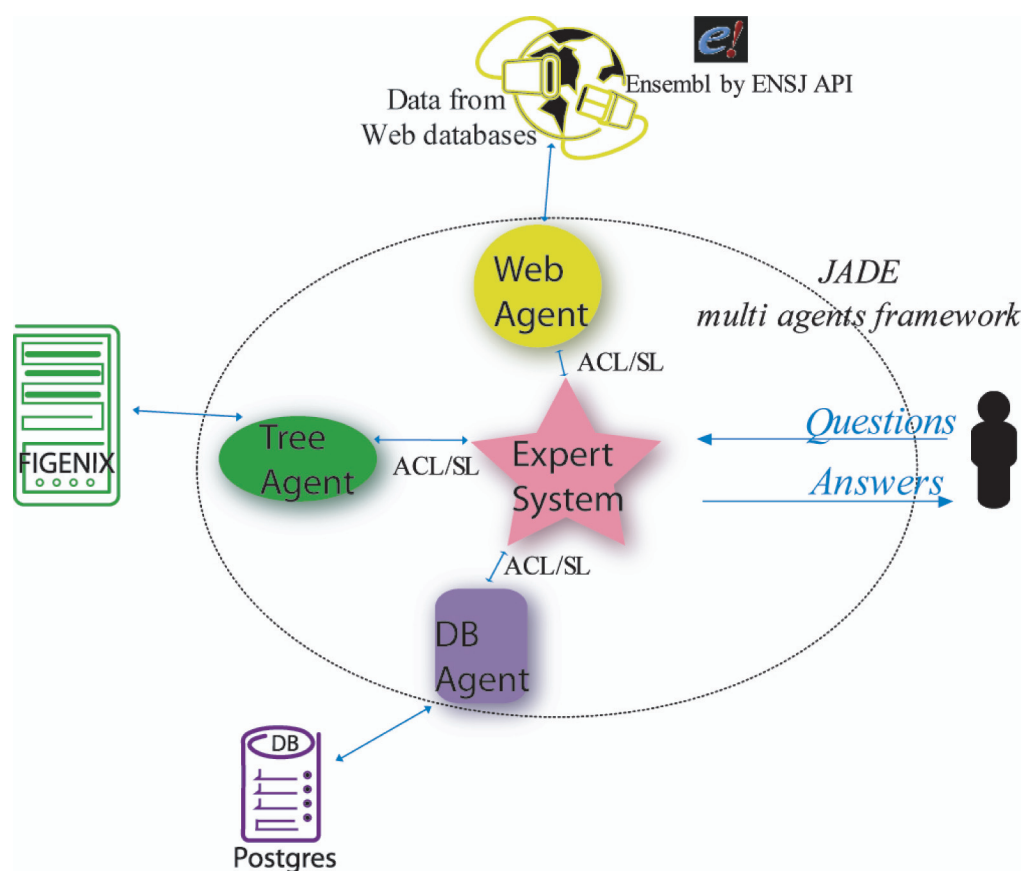 e!
Ensembl by ENSJ API
Data from
Web databases
Web
Agent
JADE
multi agents framework
ACL/SL
FIGENIX
Tree
Agent
ACL/SL
Expert
System
Questions
Answers
ACL/SL
DB
Agent
DB
Postgres